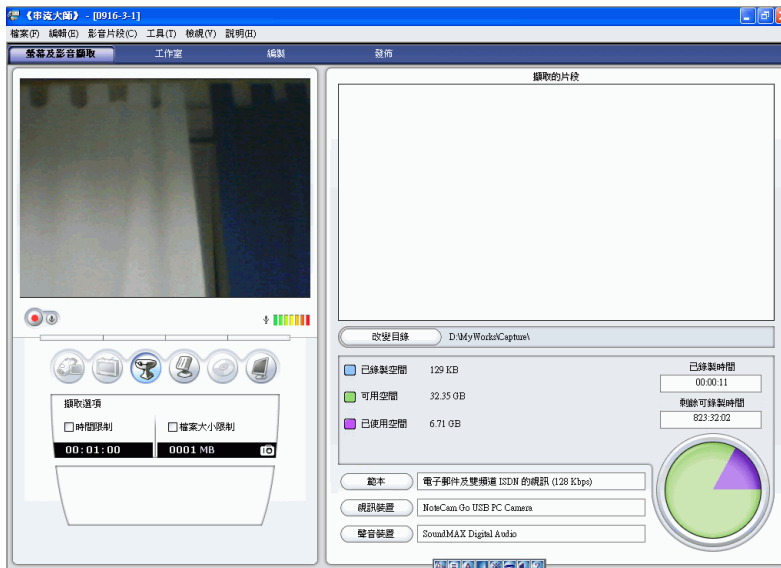 《串流大師》 - [0916-3-1]
檔案(F) 編輯(E) 影音片段(C) 工具(T) 檢視(V) 說明(H)
螢幕及影音擷取 工作室 編製 發佈
擷取的片段
改變目錄 D:\MyWorks\Capture\
已錄製空間 129 KB
可用空間 32.35 GB
已使用空間 6.71 GB
已錄製時間
00:00:11
剩餘可錄製時間
823:32:02
擷取選項
時間限制 檔案大小限制
00:01:00 0001 MB
範本 電子郵件及雙頻道 ISDN 的視訊 (128 Kbps)
視訊裝置 NoteCam Go USB PC Camera
聲音裝置 SoundMAX Digital Audio